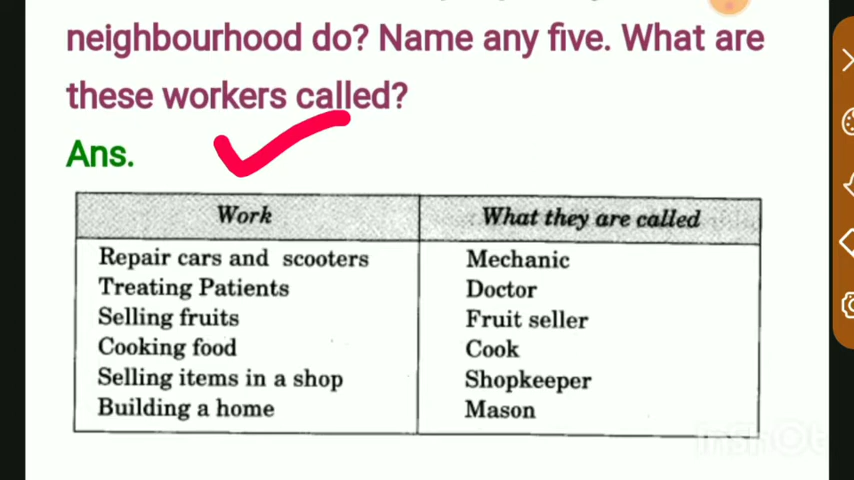 neighbourhood do? Name any five. What are
these workers called?
Ans.
Work What they are called
Repair cars and scooters Mechanic
Treating Patients Doctor
Selling fruits Fruit seller
Cooking food Cook
Selling items in a shop Shopkeeper
Building a home Mason